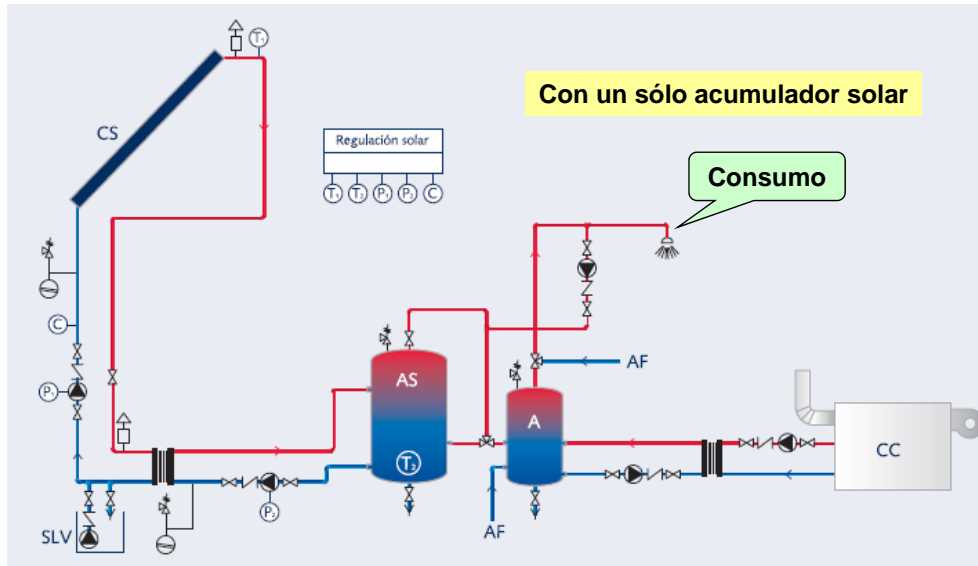 T₁
CS
Con un sólo acumulador solar
Regulación solar
T₁ T₂ P₁ P₂ C
Consumo
C
AS
AF
P₁
A
T₂
CC
P₂
SLV
AF